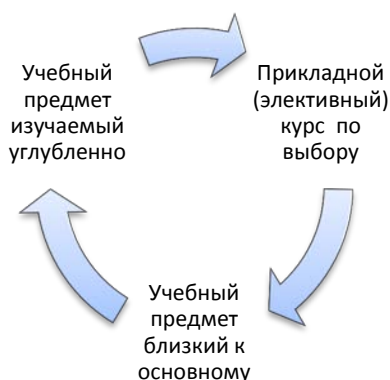 Учебный
предмет
изучаемый
углубленно
Прикладной
(элективный)
курс по
выбору
Учебный
предмет
близкий к
основному